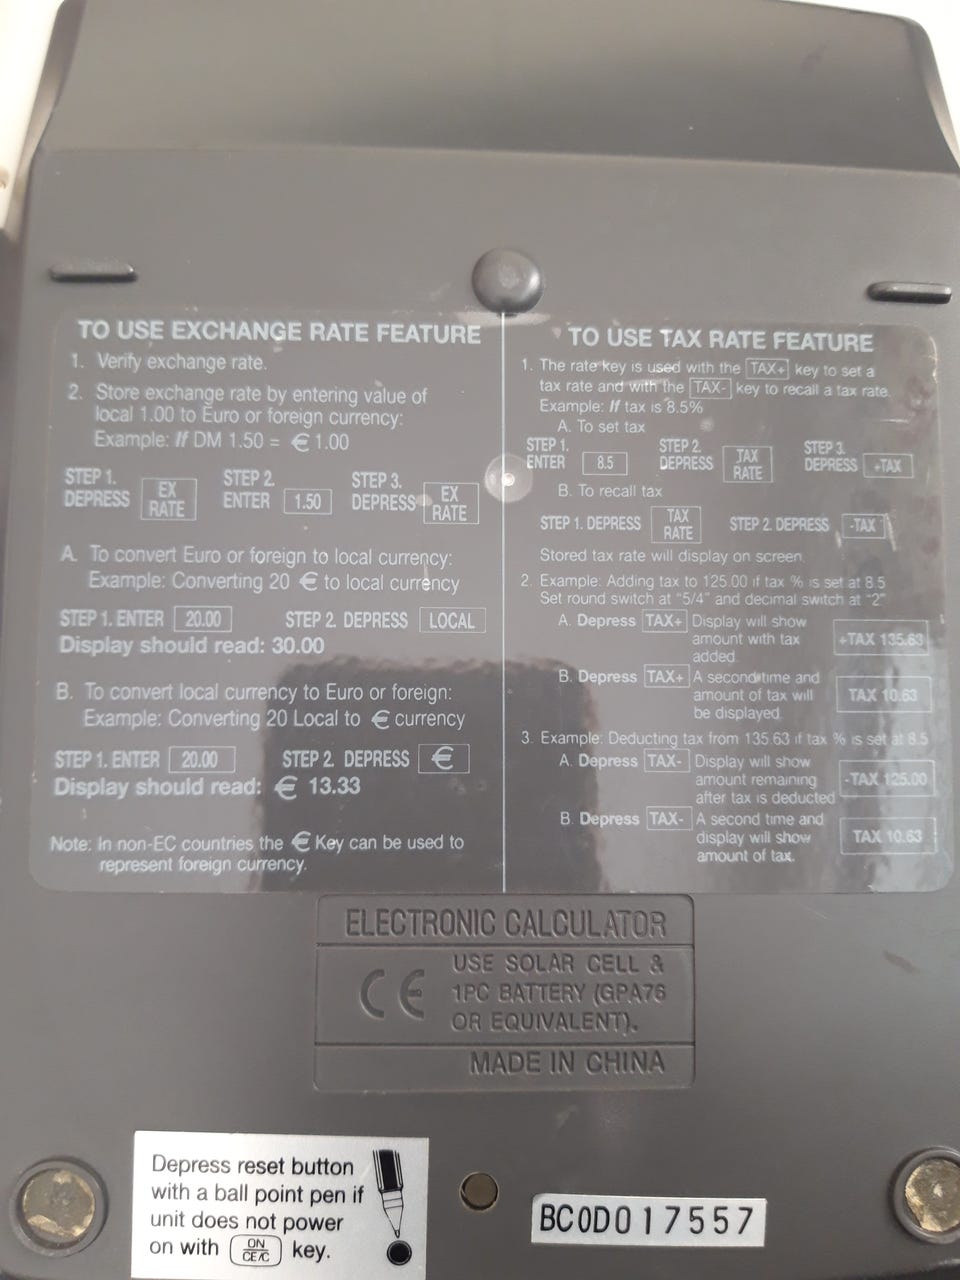 TO USE EXCHANGE RATE FEATURE
1. Verify exchange rate.
2. Store exchange rate by entering value of
local 1.00 to Euro or foreign currency:
Example: If DM 1.50 = € 1.00
STEP 1. DEPRESS EX RATE STEP 2. ENTER 1.50 STEP 3. DEPRESS EX RATE
A. To convert Euro or foreign to local currency:
Example: Converting 20 € to local currency
STEP 1. ENTER 20.00 STEP 2. DEPRESS LOCAL
Display should read: 30.00
B. To convert local currency to Euro or foreign:
Example: Converting 20 Local to € currency
STEP 1. ENTER 20.00 STEP 2. DEPRESS €
Display should read: € 13.33
Note: In non-EC countries the € Key can be used to
represent foreign currency.
TO USE TAX RATE FEATURE
1. The rate key is used with the TAX+ key to set a
tax rate and with the TAX- key to recall a tax rate.
Example: If tax is 8.5%
A. To set tax
STEP 1. ENTER 8.5 STEP 2. DEPRESS TAX RATE STEP 3. DEPRESS +TAX
B. To recall tax
STEP 1. DEPRESS TAX RATE STEP 2. DEPRESS -TAX
Stored tax rate will display on screen.
2. Example: Adding tax to 125.00 if tax % is set at 8.5
Set round switch at "5/4" and decimal switch at "2"
A. Depress TAX+ Display will show
amount with tax +TAX 135.63
added.
B. Depress TAX+ A second time and
amount of tax will TAX 10.63
be displayed.
3. Example: Deducting tax from 135.63 if tax % is set at 8.5
A. Depress TAX- Display will show
amount remaining -TAX 125.00
after tax is deducted
B. Depress TAX- A second time and
display will show TAX 10.63
amount of tax.
ELECTRONIC CALCULATOR
CE
USE SOLAR CELL &
1PC BATTERY (GPA76
OR EQUIVALENT).
MADE IN CHINA
Depress reset button
with a ball point pen if
unit does not power
on with ON CE/C key.
BC0D017557